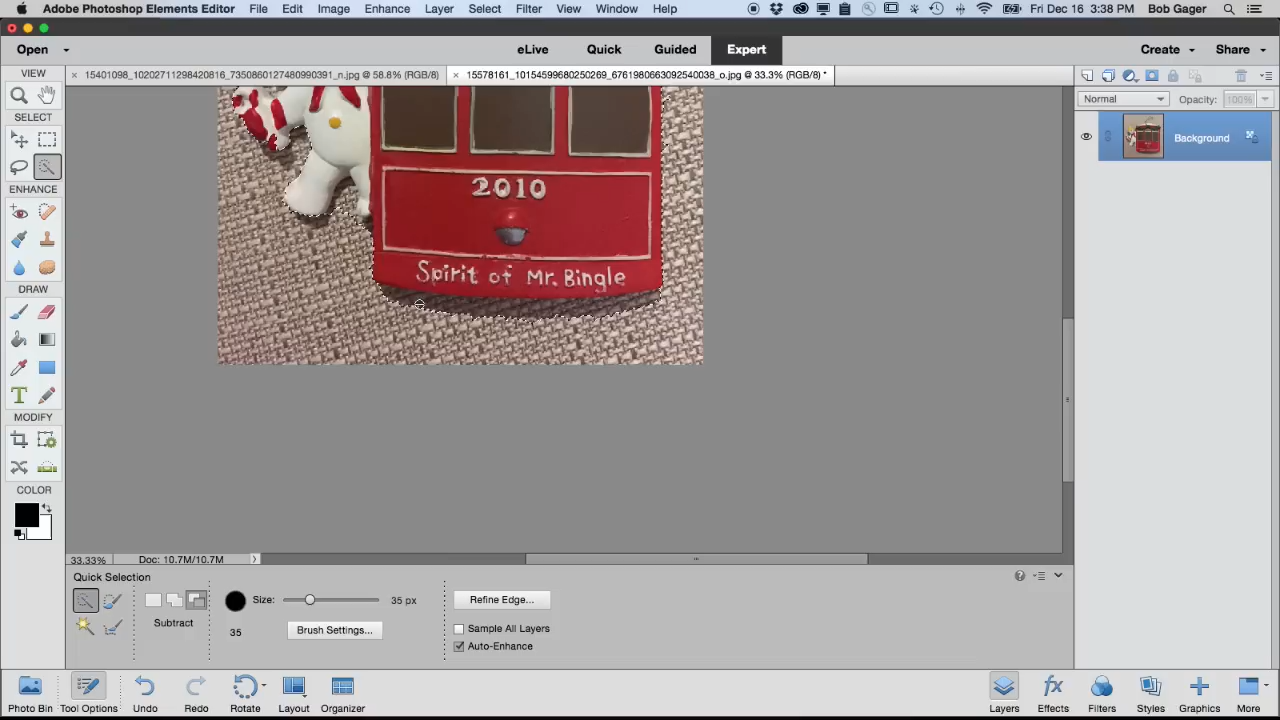 Adobe Photoshop Elements Editor File Edit Image Enhance Layer Select Filter View Window Help Fri Dec 16 3:38 PM Bob Gager
Open eLive Quick Guided Expert Create Share
VIEW × 15401098_10202711298420816_7350860127480990391_n.jpg @ 58.8% (RGB/8) × 15578161_10154599680250269_6761980663092540038_o.jpg @ 33.3% (RGB/8) *
Normal Opacity: 100%
SELECT
Background
ENHANCE
2010
Spirit of Mr. Bingle
DRAW
MODIFY
COLOR
33.33% Doc: 10.7M/10.7M
Quick Selection
Size: 35 px Refine Edge...
Subtract 35 Brush Settings... Sample All Layers
Auto-Enhance
Photo Bin Tool Options Undo Redo Rotate Layout Organizer Layers Effects Filters Styles Graphics More